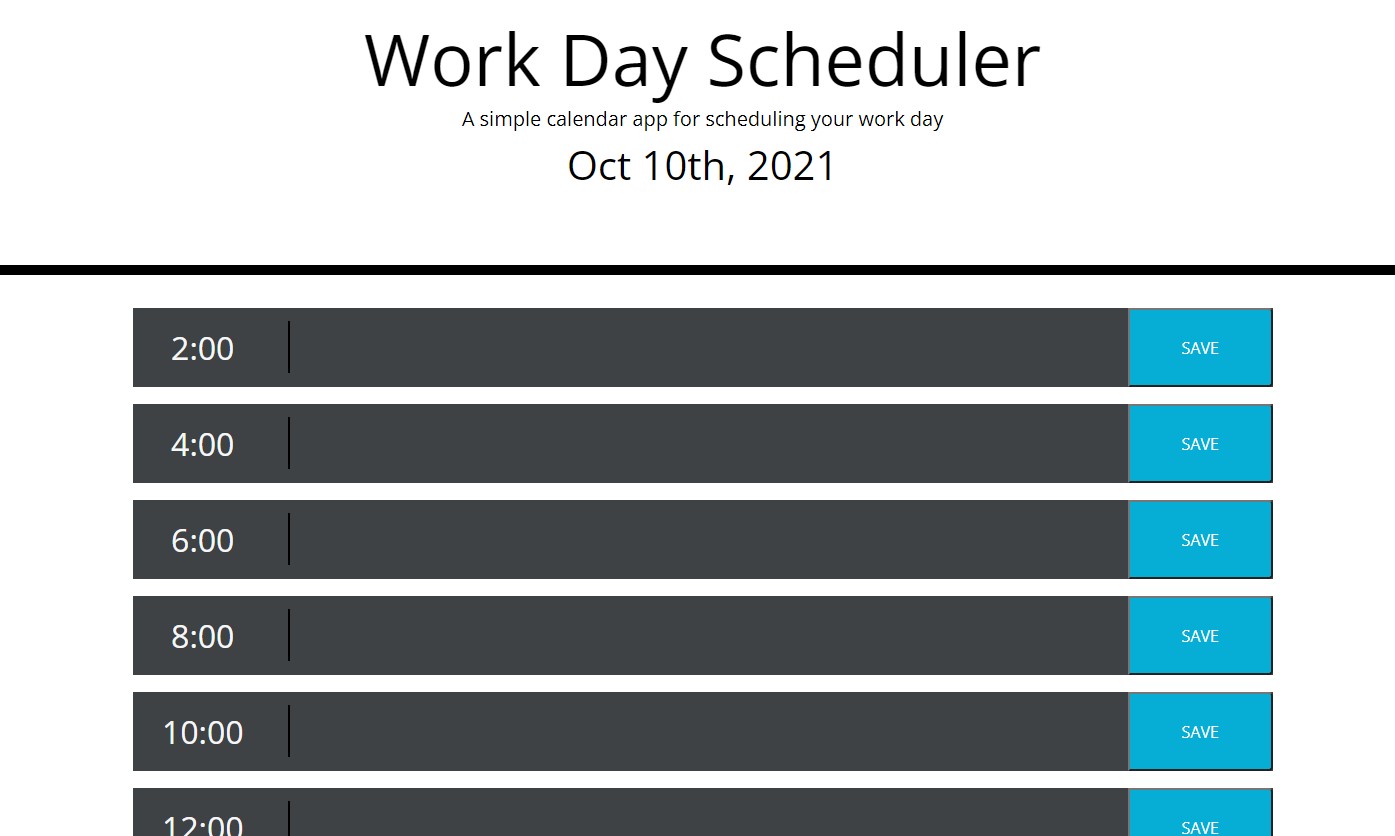 Work Day Scheduler
A simple calendar app for scheduling your work day
Oct 10th, 2021
2:00 SAVE
4:00 SAVE
6:00 SAVE
8:00 SAVE
10:00 SAVE
12:00 SAVE